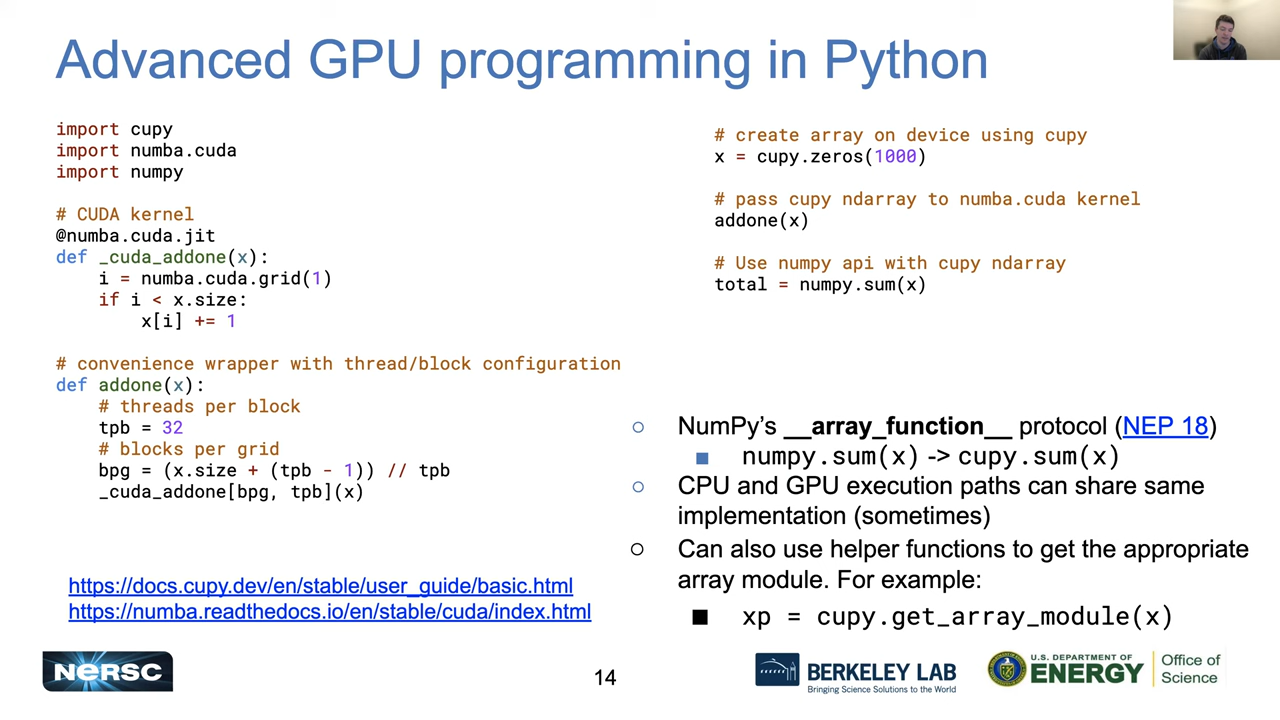 Advanced GPU programming in Python
import cupy
import numba.cuda
import numpy
# CUDA kernel
@numba.cuda.jit
def _cuda_addone(x):
    i = numba.cuda.grid(1)
    if i < x.size:
        x[i] += 1
# convenience wrapper with thread/block configuration
def addone(x):
    # threads per block
    tpb = 32
    # blocks per grid
    bpg = (x.size + (tpb - 1)) // tpb
    _cuda_addone[bpg, tpb](x)
https://docs.cupy.dev/en/stable/user_guide/basic.html
https://numba.readthedocs.io/en/stable/cuda/index.html
# create array on device using cupy
x = cupy.zeros(1000)
# pass cupy ndarray to numba.cuda kernel
addone(x)
# Use numpy api with cupy ndarray
total = numpy.sum(x)
○ NumPy’s __array_function__ protocol (NEP 18)
■ numpy.sum(x) -> cupy.sum(x)
○ CPU and GPU execution paths can share same
implementation (sometimes)
○ Can also use helper functions to get the appropriate
array module. For example:
■ xp = cupy.get_array_module(x)
NERSC
14
BERKELEY LAB
Bringing Science Solutions to the World
U.S. DEPARTMENT OF
ENERGY
Office of
Science